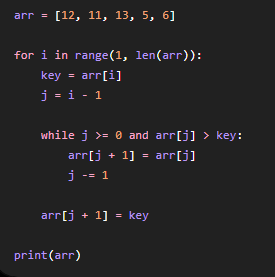 arr = [12, 11, 13, 5, 6]
for i in range(1, len(arr)):
    key = arr[i]
    j = i - 1
    while j >= 0 and arr[j] > key:
        arr[j + 1] = arr[j]
        j -= 1
    arr[j + 1] = key
print(arr)